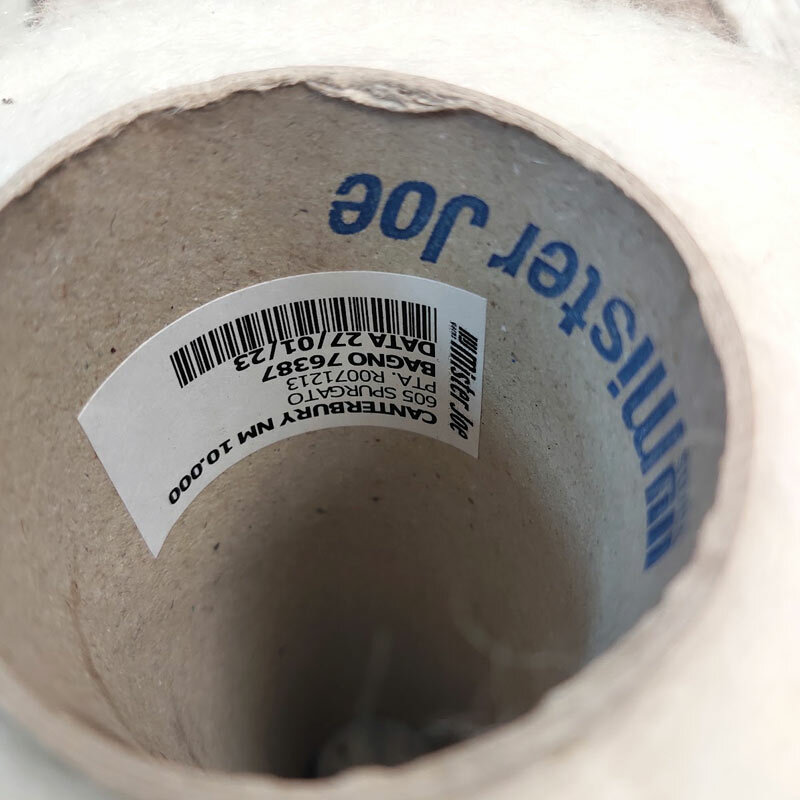 mister Joe
mister Joe
CANTERBURY NM 10.000
605 SPURGATO
PTA. R0071213
BAGNO 76387
DATA 27/01/23